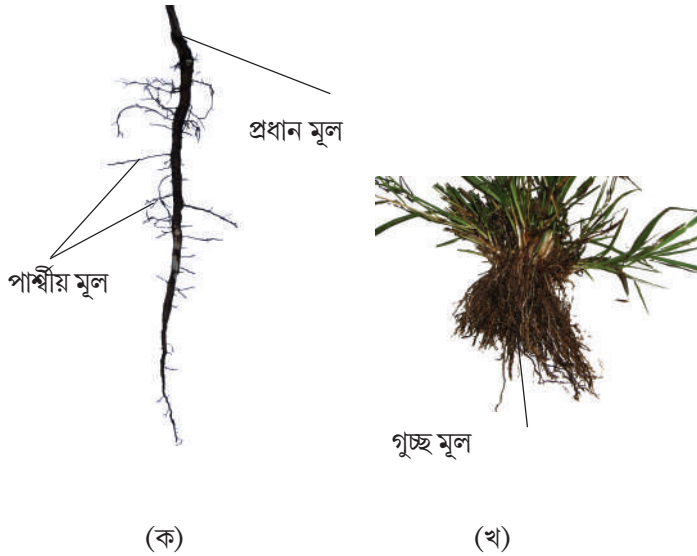 প্রধান মূল
পার্শ্বীয় মূল
গুচ্ছ মূল
(ক)
(খ)